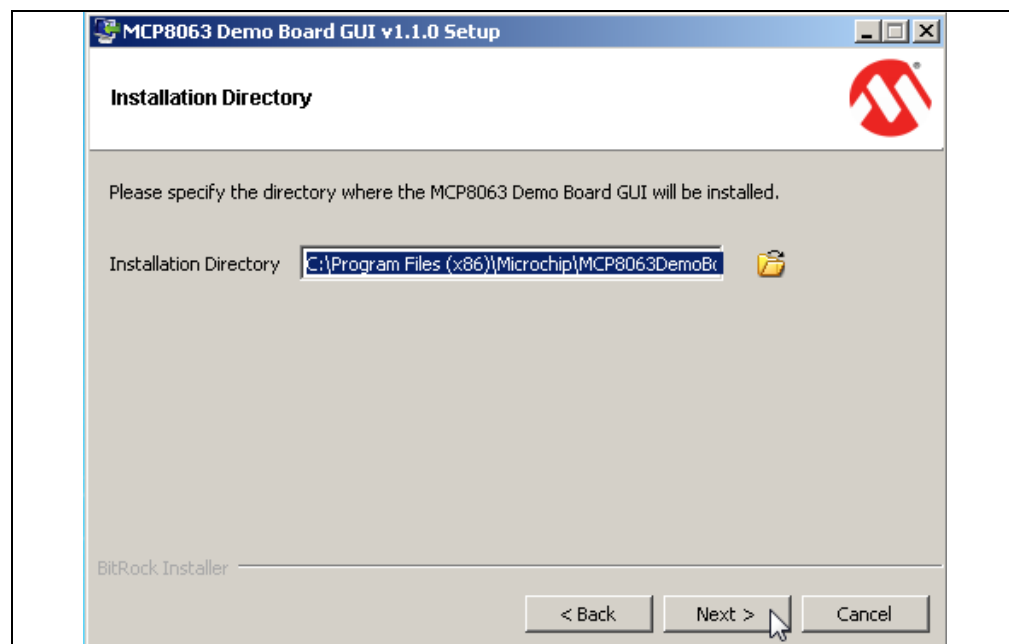 MCP8063 Demo Board GUI v1.1.0 Setup
Installation Directory
Please specify the directory where the MCP8063 Demo Board GUI will be installed.
Installation Directory C:\Program Files (x86)\Microchip\MCP8063DemoBo
BitRock Installer
< Back Next > Cancel